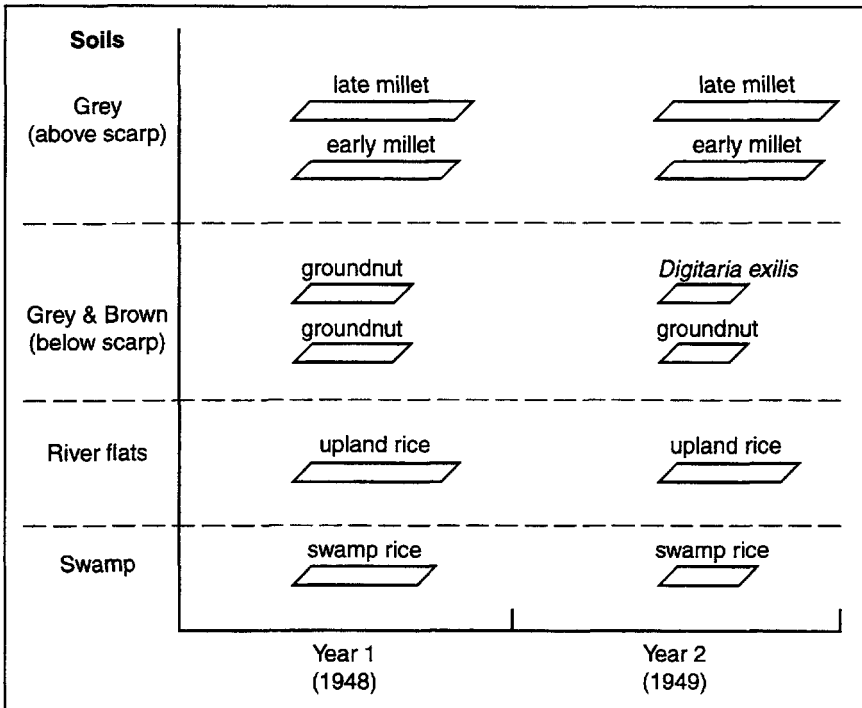 Soils
late millet
late millet
Grey
(above scarp)
early millet
early millet
groundnut
Digitaria exilis
Grey & Brown
(below scarp)
groundnut
groundnut
River flats
upland rice
upland rice
Swamp
swamp rice
swamp rice
Year 1
(1948)
Year 2
(1949)